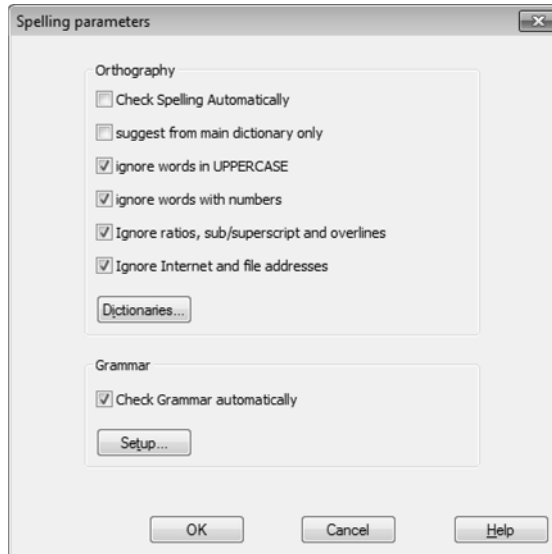 Spelling parameters
Orthography
Check Spelling Automatically
suggest from main dictionary only
ignore words in UPPERCASE
ignore words with numbers
Ignore ratios, sub/superscript and overlines
Ignore Internet and file addresses
Dictionaries...
Grammar
Check Grammar automatically
Setup...
OK Cancel Help